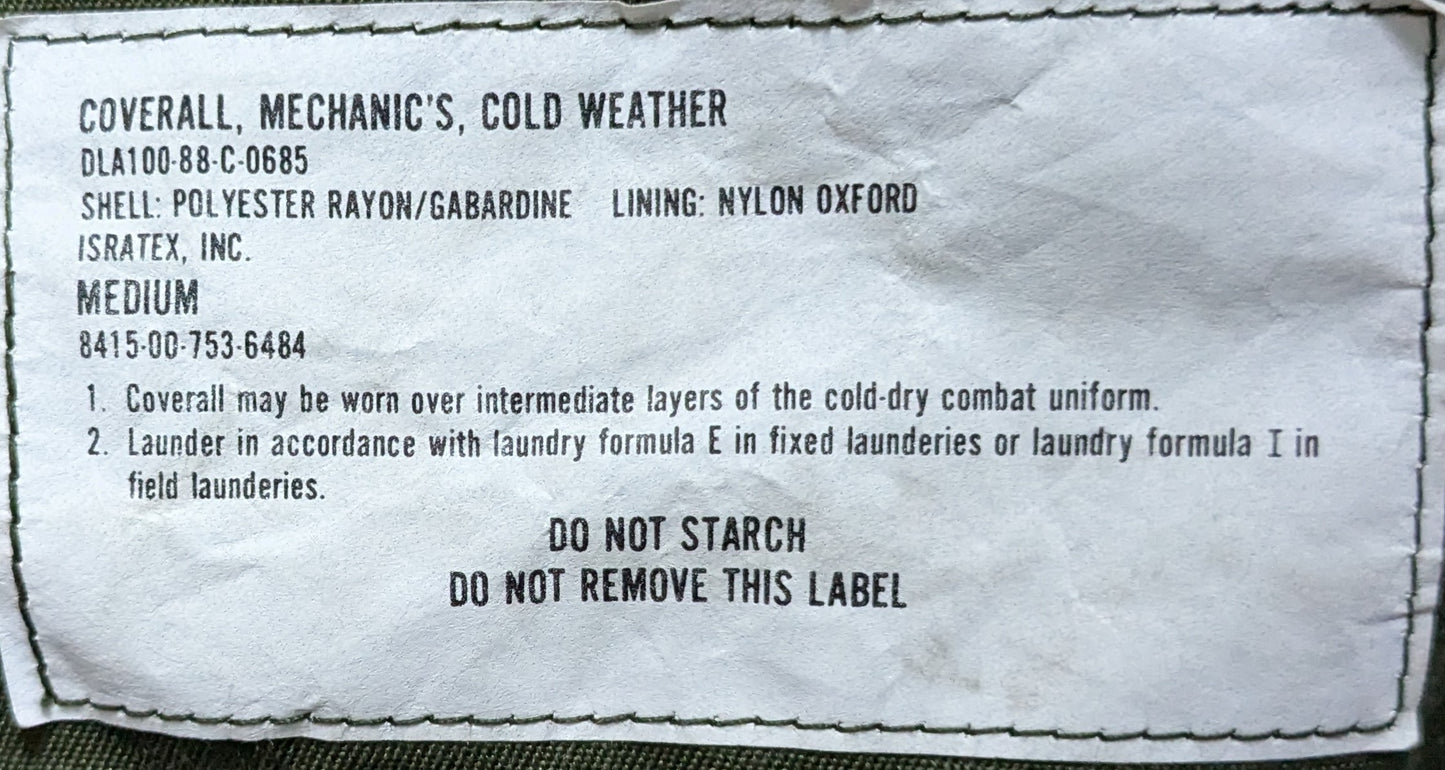 COVERALL, MECHANIC'S, COLD WEATHER
DLA100-88-C-0685
SHELL: POLYESTER RAYON/GABARDINE LINING: NYLON OXFORD
ISRATEX, INC.
MEDIUM
8415-00-753-6484
1. Coverall may be worn over intermediate layers of the cold-dry combat uniform.
2. Launder in accordance with laundry formula E in fixed launderies or laundry formula I in
field launderies.
DO NOT STARCH
DO NOT REMOVE THIS LABEL